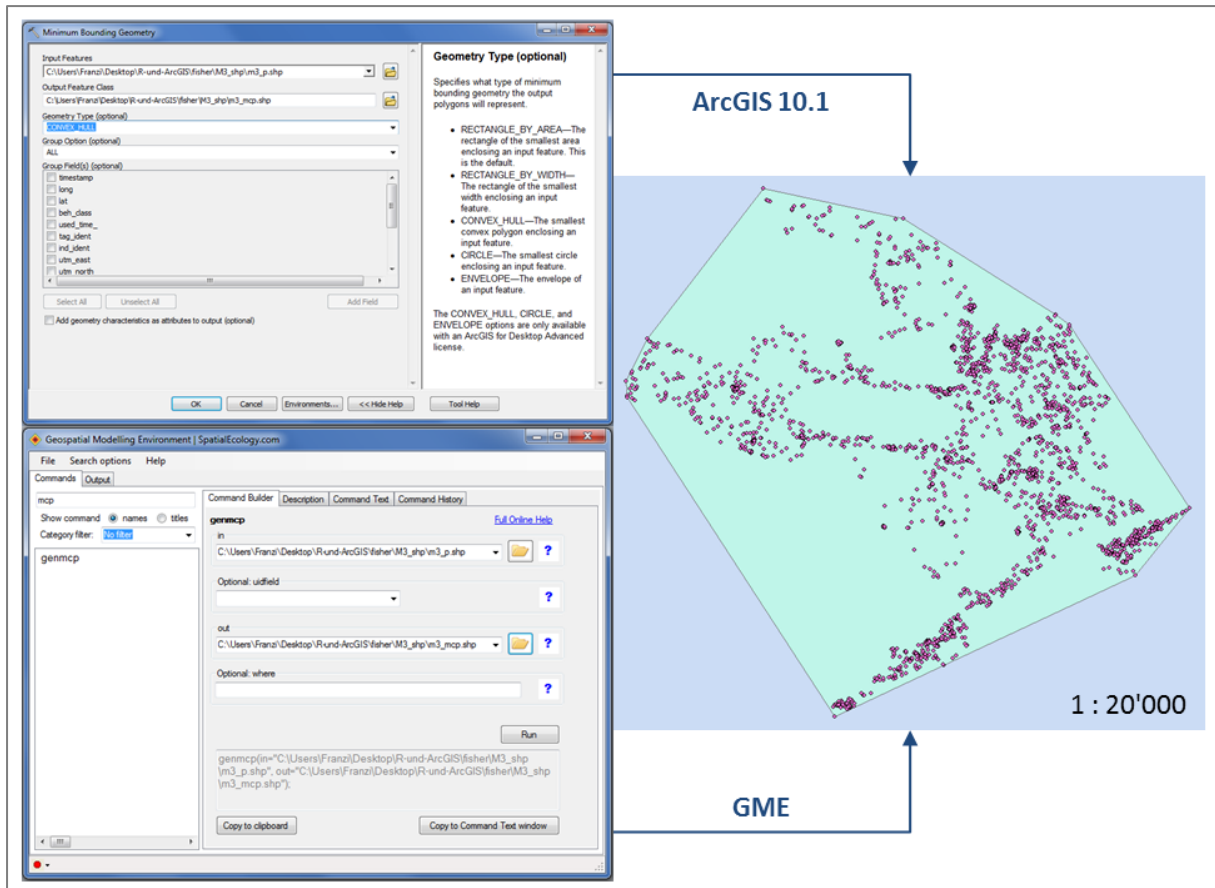 Minimum Bounding Geometry
Input Features
C:\Users\Franzi\Desktop\R-und-ArcGIS\fisher\M3_shp\m3_p.shp
Output Feature Class
C:\Users\Franzi\Desktop\R-und-ArcGIS\fisher\M3_shp\m3_mcp.shp
Geometry Type (optional)
CONVEX_HULL
Group Option (optional)
ALL
Group Field(s) (optional)
timestamp
long
lat
beh_class
used_time_
tag_ident
ind_ident
utm_east
utm_north
Select All
Unselect All
Add Field
Add geometry characteristics as attributes to output (optional)
OK
Cancel
Environments...
<< Hide Help
Tool Help
Geometry Type (optional)
Specifies what type of minimum
bounding geometry the output
polygons will represent.
• RECTANGLE_BY_AREA—The
rectangle of the smallest area
enclosing an input feature. This
is the default.
• RECTANGLE_BY_WIDTH—
The rectangle of the smallest
width enclosing an input
feature.
• CONVEX_HULL—The smallest
convex polygon enclosing an
input feature.
• CIRCLE—The smallest circle
enclosing an input feature.
• ENVELOPE—The envelope of
an input feature.
The CONVEX_HULL, CIRCLE, and
ENVELOPE options are only available
with an ArcGIS for Desktop Advanced
license.
ArcGIS 10.1
Geospatial Modelling Environment | SpatialEcology.com
File Search options Help
Commands Output
mcp
Show command names titles
Category filter: No filter
genmcp
Command Builder Description Command Text Command History
genmcp
Full Online Help
in
C:\Users\Franzi\Desktop\R-und-ArcGIS\fisher\M3_shp\m3_p.shp
?
Optional: uidfield
?
out
C:\Users\Franzi\Desktop\R-und-ArcGIS\fisher\M3_shp\m3_mcp.shp
?
Optional: where
?
Run
genmcp(in="C:\Users\Franzi\Desktop\R-und-ArcGIS\fisher\M3_shp
\m3_p.shp", out="C:\Users\Franzi\Desktop\R-und-ArcGIS\fisher\M3_shp
\m3_mcp.shp");
Copy to clipboard
Copy to Command Text window
1 : 20'000
GME